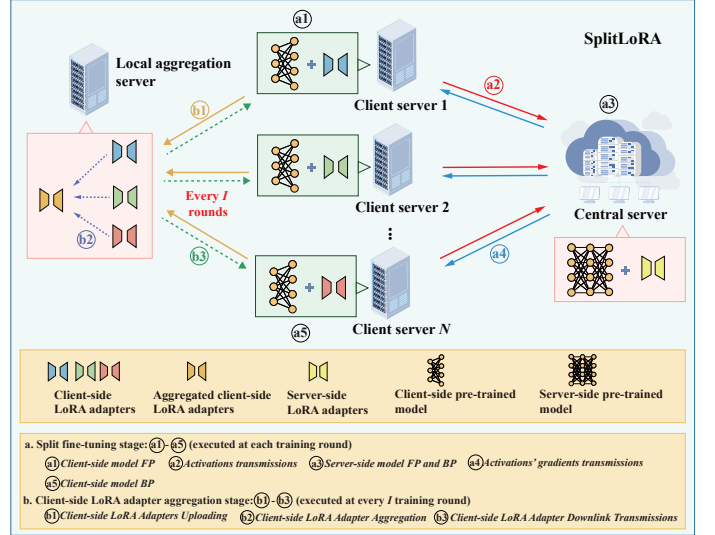 SplitLoRA
Local aggregation
server
a1
Client server 1
a2
a3
b1
Every I
rounds
Client server 2
Central server
b2
b3
a4
a5
Client server N
Client-side
LoRA adapters
Aggregated client-side
LoRA adapters
Server-side
LoRA adapters
Client-side pre-trained
model
Server-side pre-trained
model
a. Split fine-tuning stage: a1 - a5 (executed at each training round)
a1 Client-side model FP a2 Activations transmissions a3 Server-side model FP and BP a4 Activations' gradients transmissions
a5 Client-side model BP
b. Client-side LoRA adapter aggregation stage: b1 - b3 (executed at every I training round)
b1 Client-side LoRA Adapters Uploading b2 Client-side LoRA Adapter Aggregation b3 Client-side LoRA Adapter Downlink Transmissions